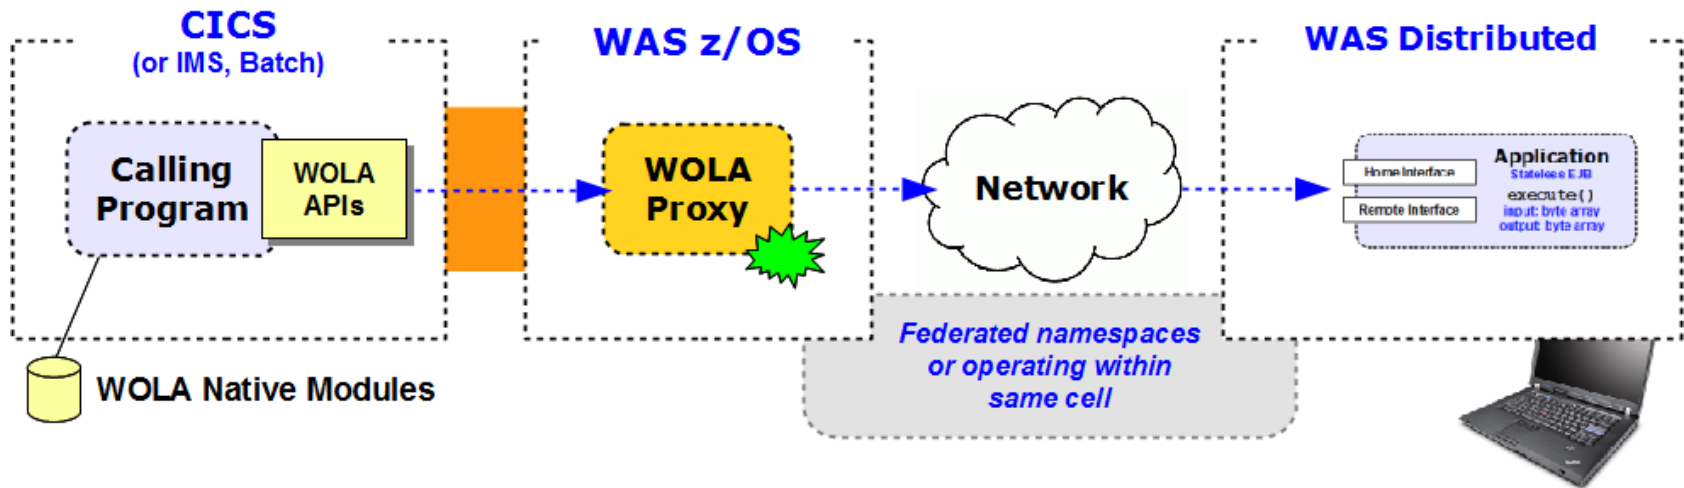 CICS
(or IMS, Batch)
Calling
Program
WOLA
APIs
WOLA Native Modules
WAS z/OS
WOLA
Proxy
Network
Federated namespaces
or operating within
same cell
WAS Distributed
Home Interface
Remote Interface
Application
Stateless EJB
execute()
input: byte array
output: byte array